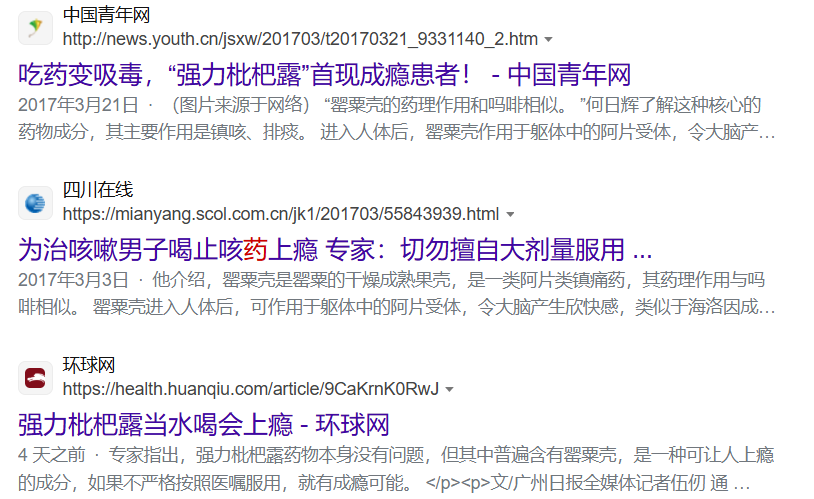 中国青年网
http://news.youth.cn/jsxw/201703/t20170321_9331140_2.htm
吃药变吸毒，“强力枇杷露”首现成瘾患者！ - 中国青年网
2017年3月21日 · （图片来源于网络） “罂粟壳的药理作用和吗啡相似。 ”何日辉了解这种核心的
药物成分，其主要作用是镇咳、排痰。 进入人体后，罂粟壳作用于躯体中的阿片受体，令大脑产…
四川在线
https://mianyang.scol.com.cn/jk1/201703/55843939.html
为治咳嗽男子喝止咳药上瘾 专家：切勿擅自大剂量服用 ...
2017年3月3日 · 他介绍，罂粟壳是罂粟的干燥成熟果壳，是一类阿片类镇痛药，其药理作用与吗
啡相似。 罂粟壳进入人体后，可作用于躯体中的阿片受体，令大脑产生欣快感，类似于海洛因成…
环球网
https://health.huanqiu.com/article/9CaKrnK0RwJ
强力枇杷露当水喝会上瘾 - 环球网
4 天之前 · 专家指出，强力枇杷露药物本身没有问题，但其中普遍含有罂粟壳，是一种可让人上瘾
的成分，如果不严格按照医嘱服用，就有成瘾可能。 </p><p>文/广州日报全媒体记者伍仞 通 …